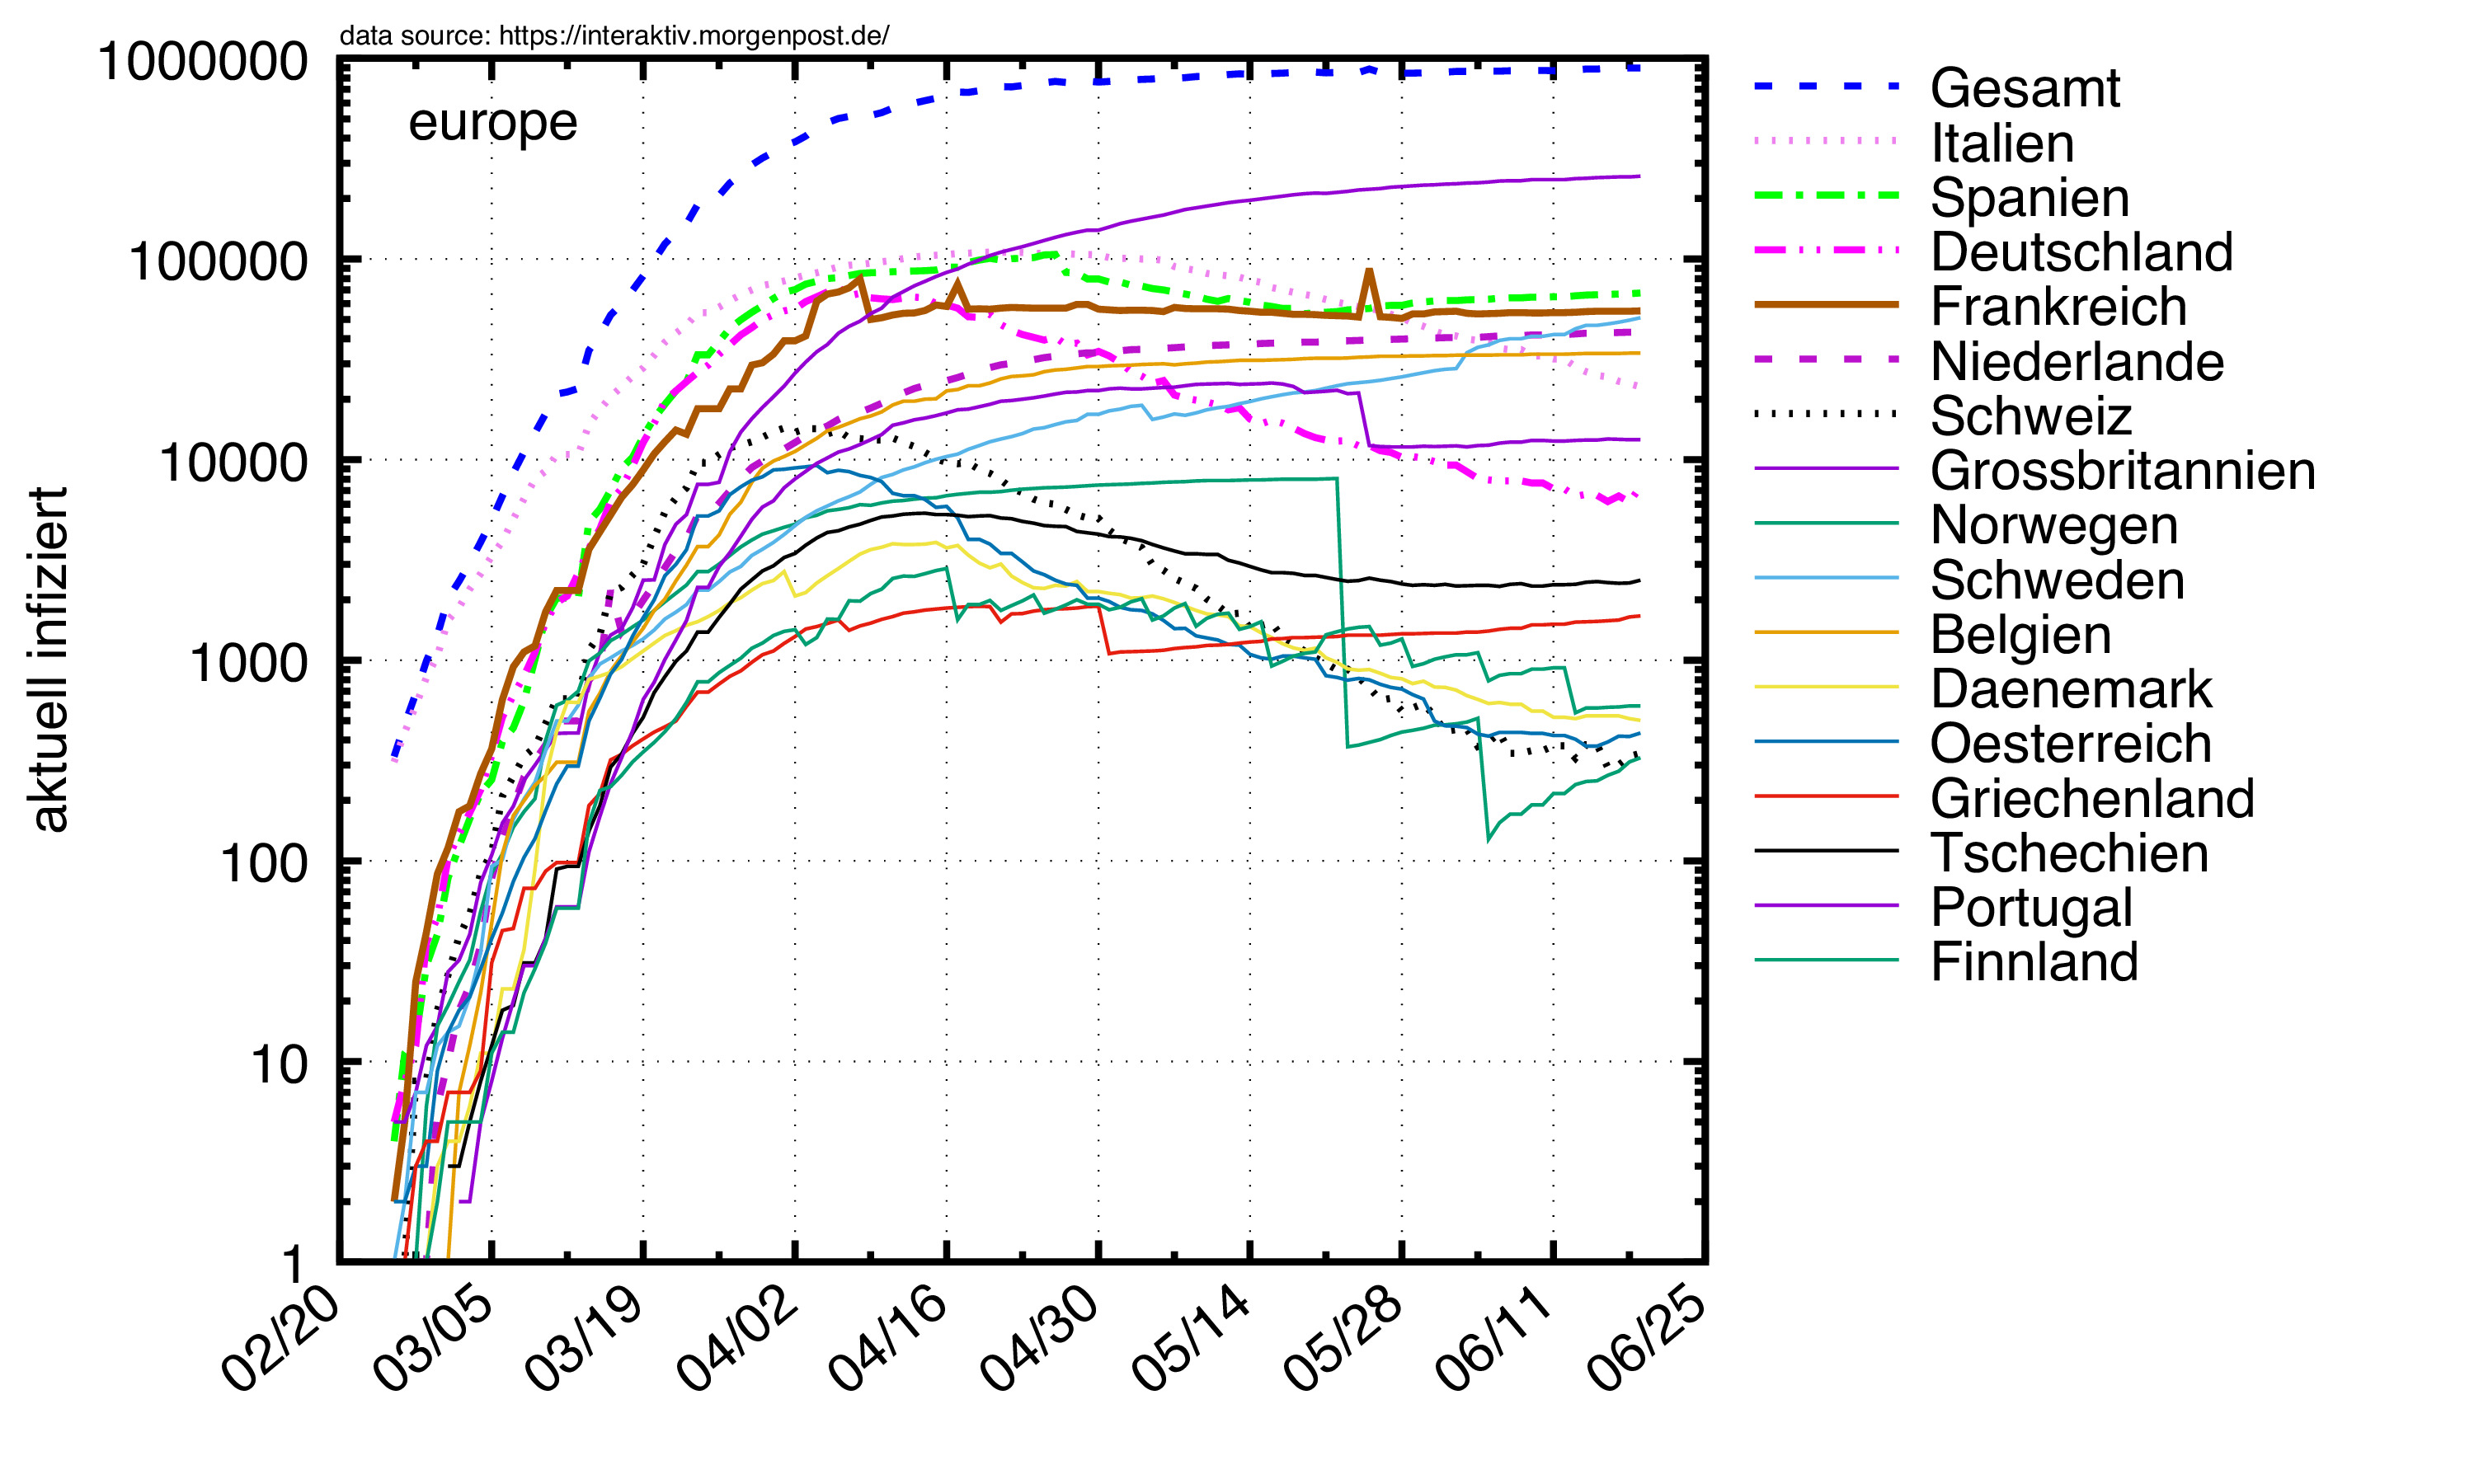 data source: https://interaktiv.morgenpost.de/
europe
aktuell infiziert
1000000
100000
10000
1000
100
10
1
02/20
03/05
03/19
04/02
04/16
04/30
05/14
05/28
06/11
06/25
Gesamt
Italien
Spanien
Deutschland
Frankreich
Niederlande
Schweiz
Grossbritannien
Norwegen
Schweden
Belgien
Daenemark
Oesterreich
Griechenland
Tschechien
Portugal
Finnland